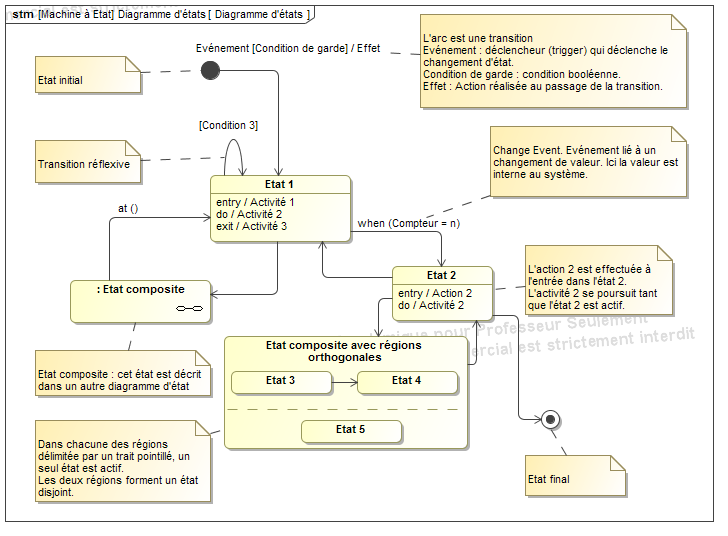 stm [Machine à Etat] Diagramme d'états [ Diagramme d'états ]
Evénement [Condition de garde] / Effet
L'arc est une transition
Evénement : déclencheur (trigger) qui déclenche le
changement d'état.
Condition de garde : condition booléenne.
Effet : Action réalisée au passage de la transition.
Etat initial
[Condition 3]
Transition réflexive
Change Event. Evénement lié à un
changement de valeur. Ici la valeur est
interne au système.
Etat 1
entry / Activité 1
do / Activité 2
exit / Activité 3
at ()
when (Compteur = n)
: Etat composite
Etat 2
entry / Action 2
do / Activité 2
L'action 2 est effectuée à
l'entrée dans l'état 2.
L'activité 2 se poursuit tant
que l'état 2 est actif.
pour Professeur Seulement
est strictement interdit
Etat composite avec régions
orthogonales
Etat 3
Etat 4
Etat 5
Etat composite : cet état est décrit
dans un autre diagramme d'état
Dans chacune des régions
délimitée par un trait pointillé, un
seul état est actif.
Les deux régions forment un état
disjoint.
Etat final